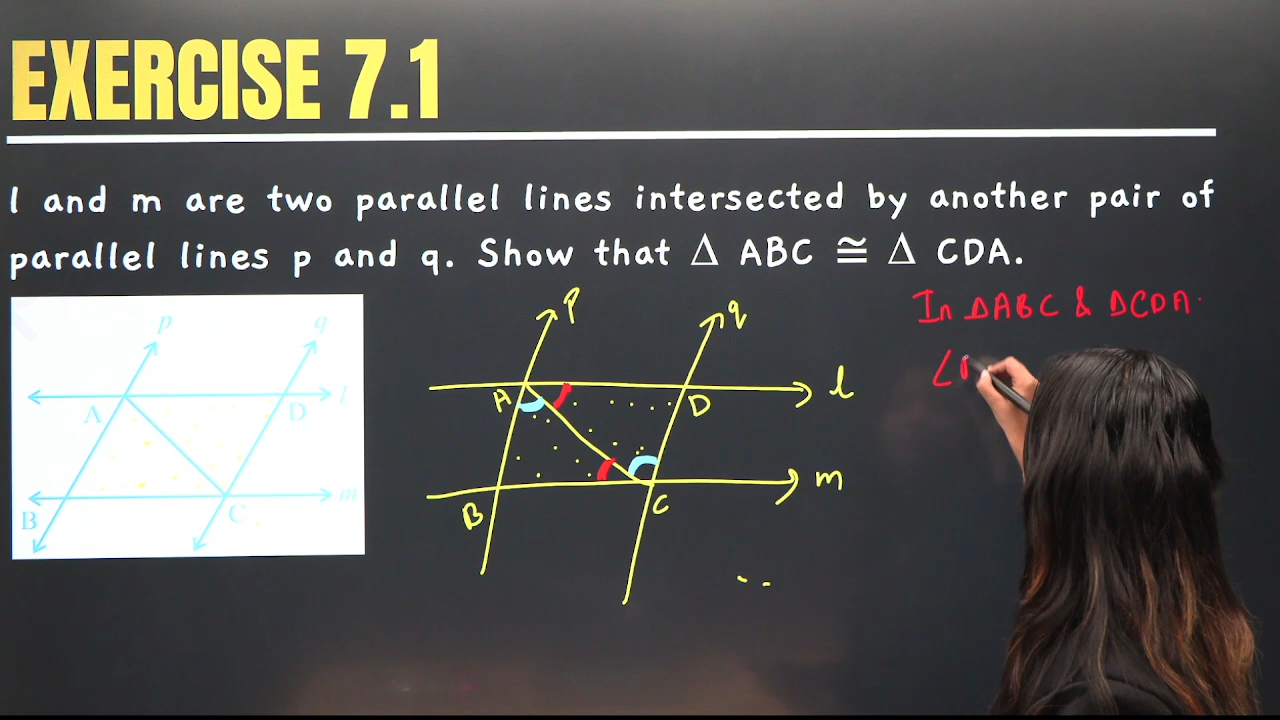 EXERCISE 7.1
l and m are two parallel lines intersected by another pair of
parallel lines p and q. Show that Δ ABC ≅ Δ CDA.
p
q
A
D
l
B
C
m
p
q
A
D
l
B
C
m
In ΔABC & ΔCDA.
∠